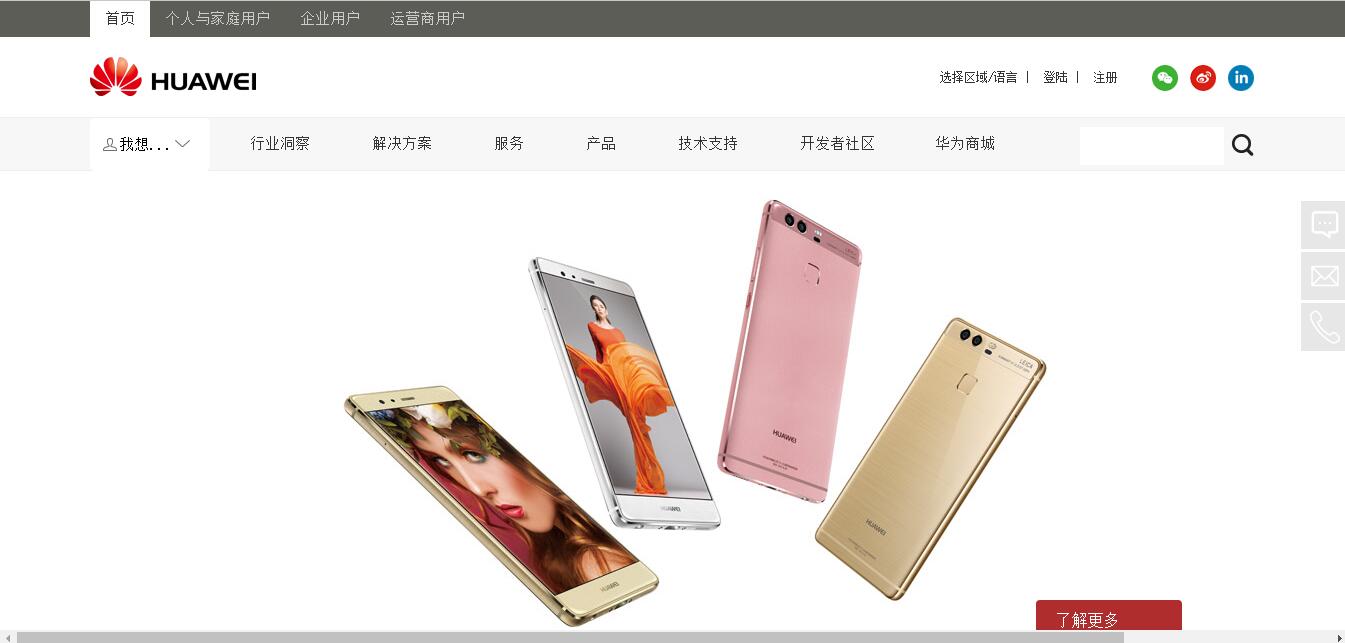 首页 个人与家庭用户 企业用户 运营商用户
HUAWEI
选择区域/语言 | 登陆 | 注册
in
我想... 行业洞察 解决方案 服务 产品 技术支持 开发者社区 华为商城
LEICA
LEICA
HUAWEI
HUAWEI
HUAWEI
HUAWEI
了解更多